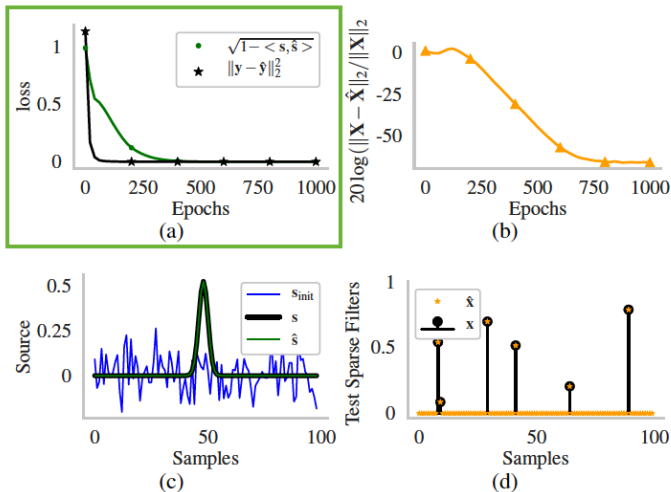 loss
1
0.5
0
√1− < s, ŝ >
‖y − ŷ‖₂²
0 250 500 750 1000
Epochs
(a)
20 log (‖X − X̂‖₂/‖X‖₂)
0
-25
-50
0 250 500 750 1000
Epochs
(b)
Source
0.5
0.25
0
s_init
s
ŝ
0 50 100
Samples
(c)
Test Sparse Filters
1
0.5
0
x̂
x
0 50 100
Samples
(d)